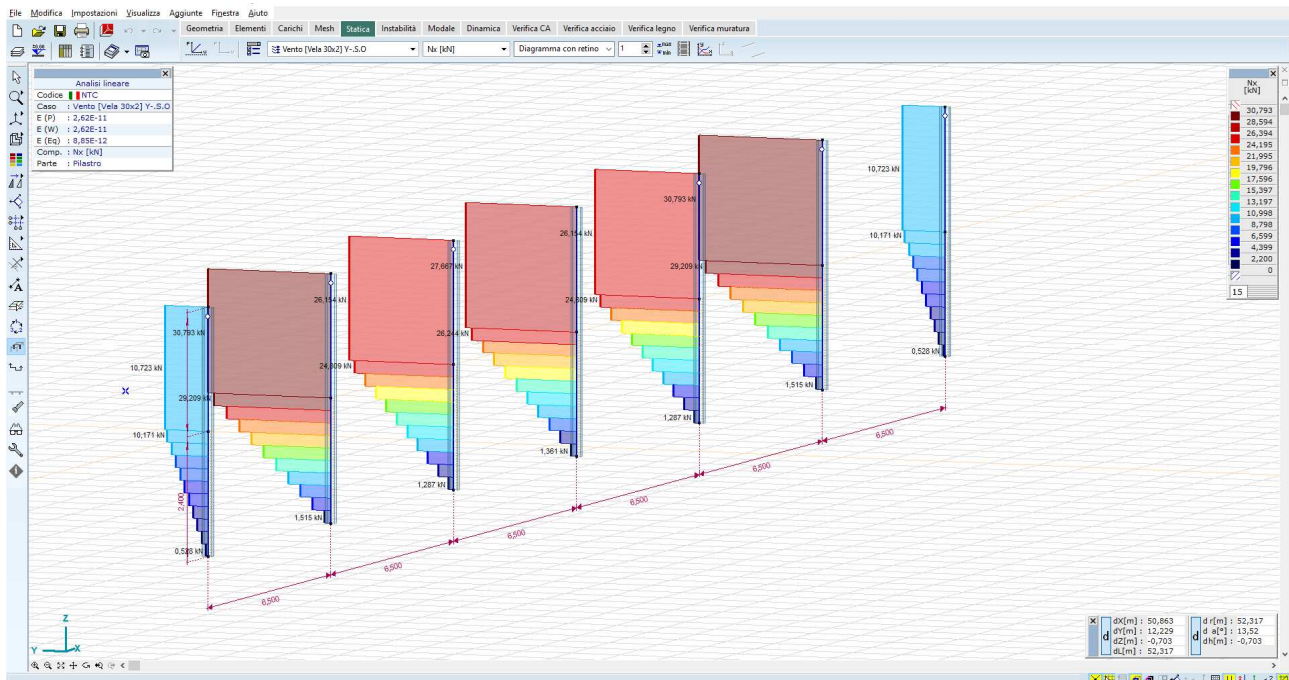 File Modifica Impostazioni Visualizza Aggiunte Finestra Aiuto
Geometria Elementi Carichi Mesh Statica Instabilità Modale Dinamica Verifica CA Verifica acciaio Verifica legno Verifica muratura
Vento [Vela 30x2] Y-.S.O Nx [kN] Diagramma con retino 1
Analisi lineare
Codice NTC
Caso : Vento [Vela 30x2] Y-.S.O
E (P) : 2,62E-11
E (W) : 2,62E-11
E (Eq) : 8,85E-12
Comp. : Nx [kN]
Parte : Pilastro
Nx
[kN]
30,793
28,594
26,394
24,195
21,995
19,796
17,596
15,397
13,197
10,998
8,798
6,599
4,399
2,200
0
15
10,723 kN
10,171 kN
0,528 kN
30,793 kN
29,209 kN
1,515 kN
26,154 kN
24,809 kN
1,287 kN
27,667 kN
26,244 kN
1,361 kN
26,154 kN
24,809 kN
1,287 kN
30,793 kN
29,209 kN
1,515 kN
10,723 kN
10,171 kN
0,528 kN
2,400
6,500
6,500
6,500
6,500
6,500
6,500
Z
Y
X
d
dX[m] : 50,863
dY[m] : 12,229
dZ[m] : -0,703
dL[m] : 52,317
d
d r[m] : 52,317
d a[°] : 13,52
dh[m] : -0,703